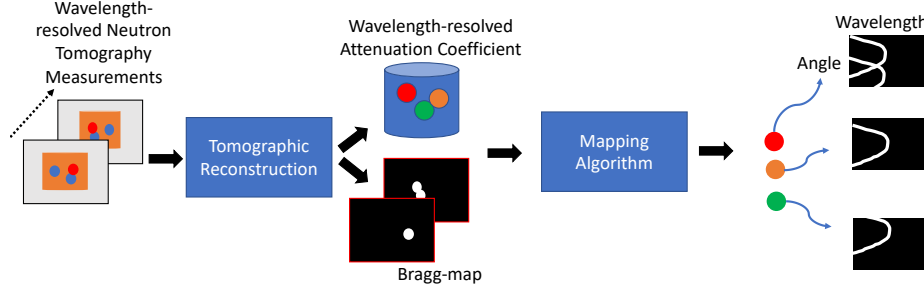 Wavelength-
resolved Neutron
Tomography
Measurements
Tomographic
Reconstruction
Wavelength-resolved
Attenuation Coefficient
Bragg-map
Mapping
Algorithm
Wavelength
Angle